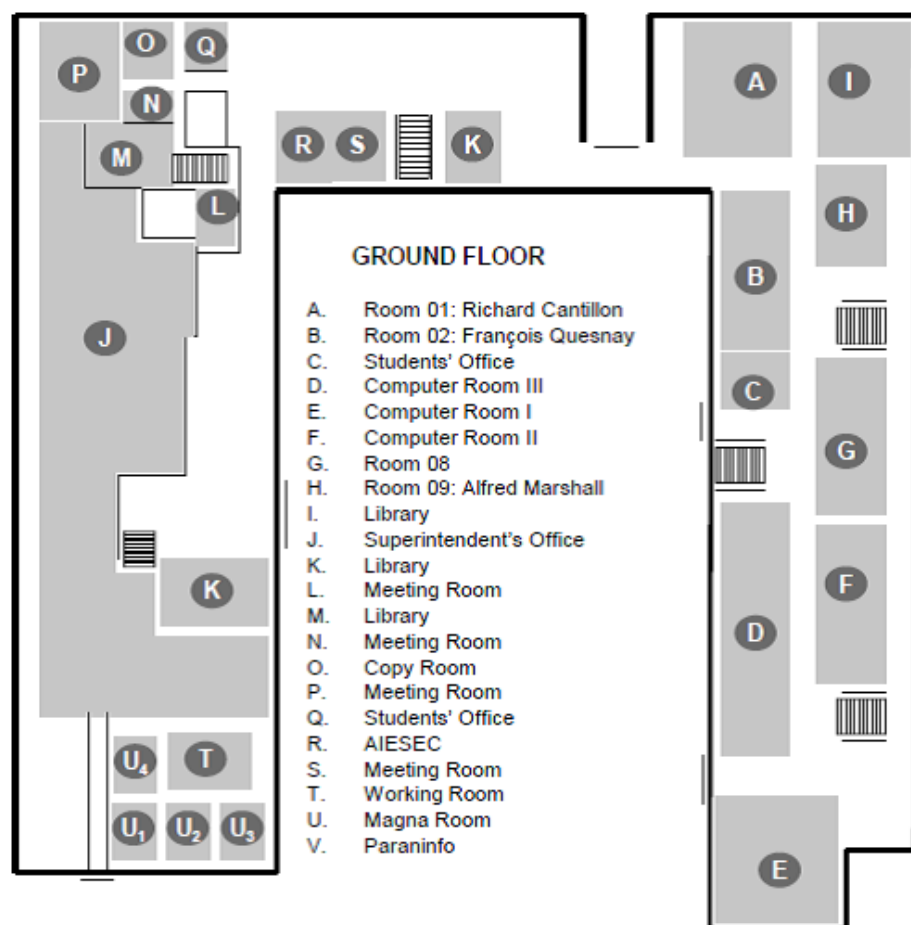 O Q
P A I
N
R S K
M
L H
GROUND FLOOR
A. Room 01: Richard Cantillon
B. Room 02: François Quesnay
C. Students' Office
D. Computer Room III
E. Computer Room I
F. Computer Room II
G. Room 08
H. Room 09: Alfred Marshall
I. Library
J. Superintendent's Office
K. Library
L. Meeting Room
M. Library
N. Meeting Room
O. Copy Room
P. Meeting Room
Q. Students' Office
R. AIESEC
S. Meeting Room
T. Working Room
U. Magna Room
V. Paraninfo
B
J
C
G
K F
D
U4 T
U1 U2 U3
E